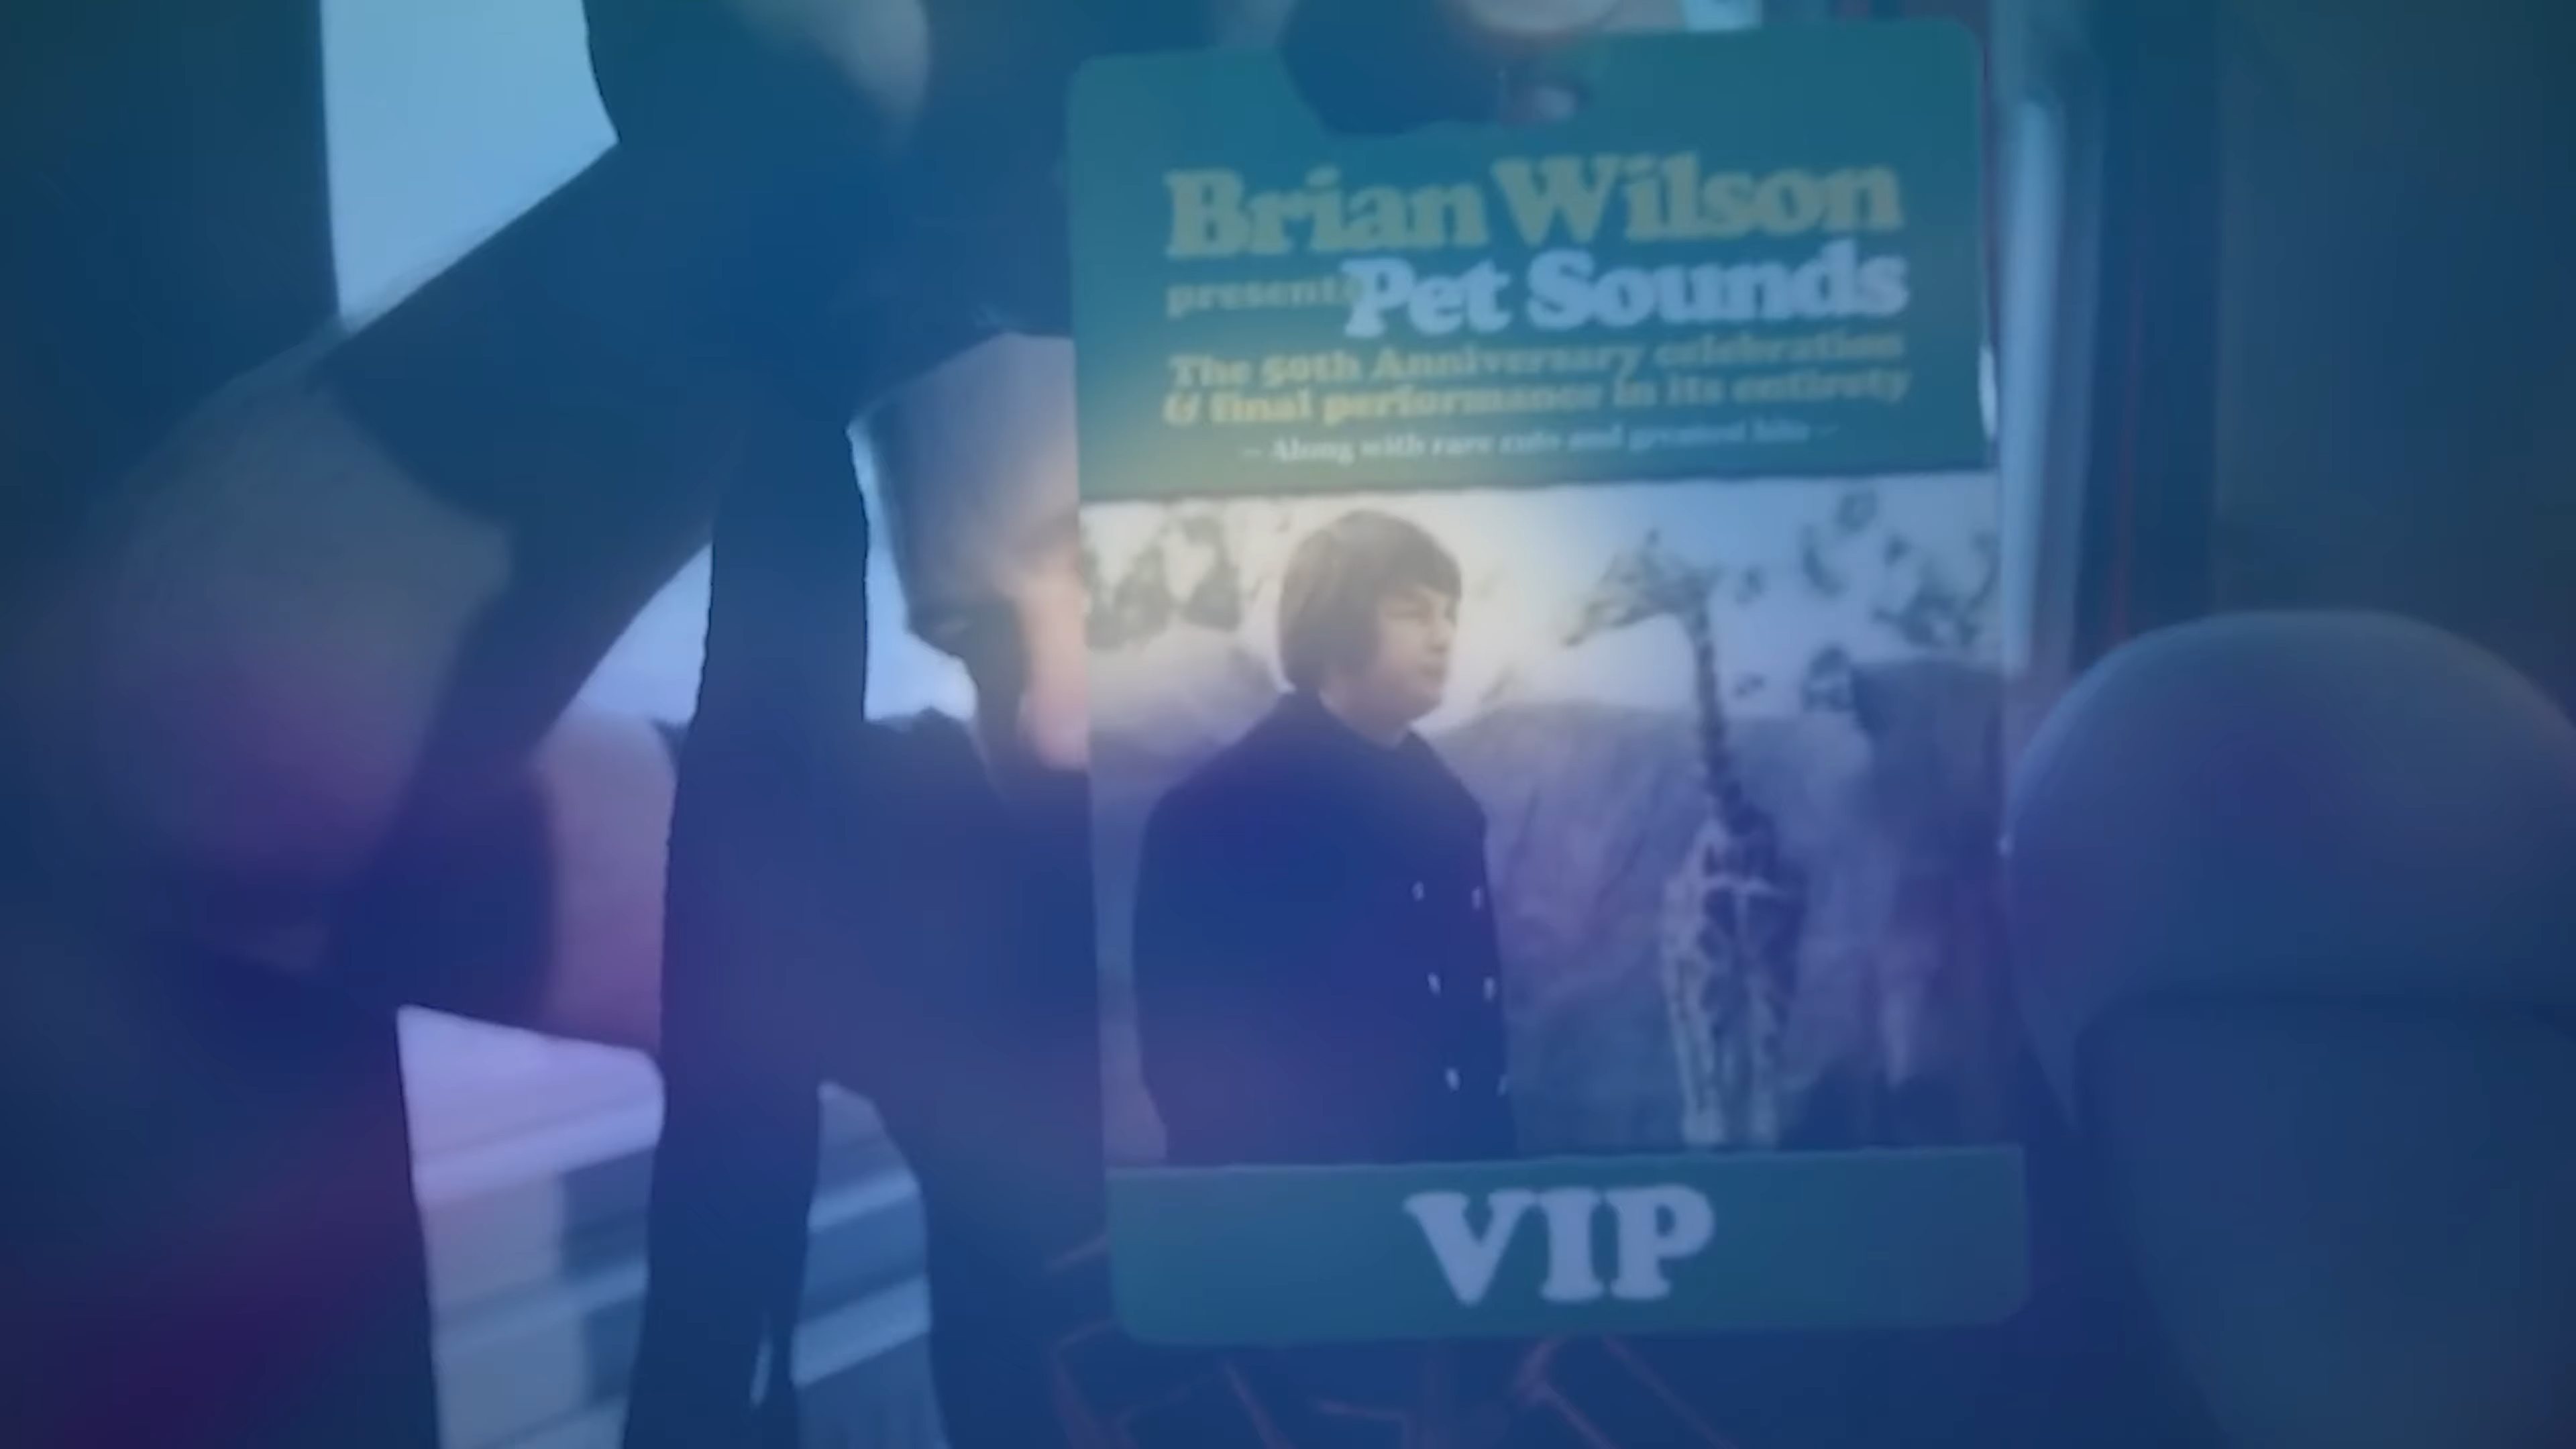 Brian Wilson
presents Pet Sounds
The 50th Anniversary celebration
& final performance in its entirety
– Along with rare cuts and greatest hits –
VIP